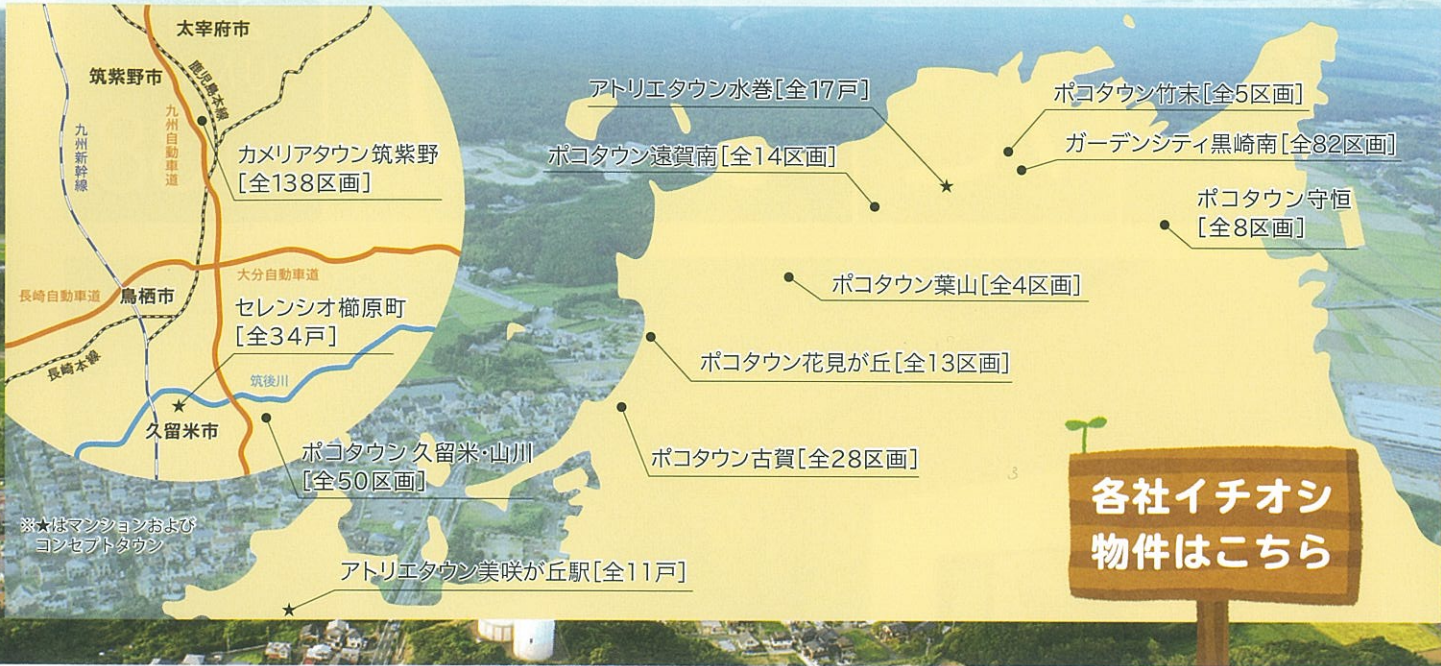 太宰府市
筑紫野市
鹿児島本線
九州自動車道
九州新幹線
カメリアタウン筑紫野
[全138区画]
大分自動車道
長崎自動車道
鳥栖市
セレンシオ櫛原町
[全34戸]
長崎本線
筑後川
久留米市
ポコタウン 久留米・山川
[全50区画]
※★はマンションおよび
コンセプトタウン
アトリエタウン水巻[全17戸]
ポコタウン竹末[全5区画]
ポコタウン遠賀南[全14区画]
ガーデンシティ黒崎南[全82区画]
ポコタウン守恒
[全8区画]
ポコタウン葉山[全4区画]
ポコタウン花見が丘[全13区画]
ポコタウン古賀[全28区画]
アトリエタウン美咲が丘駅[全11戸]
各社イチオシ
物件はこちら